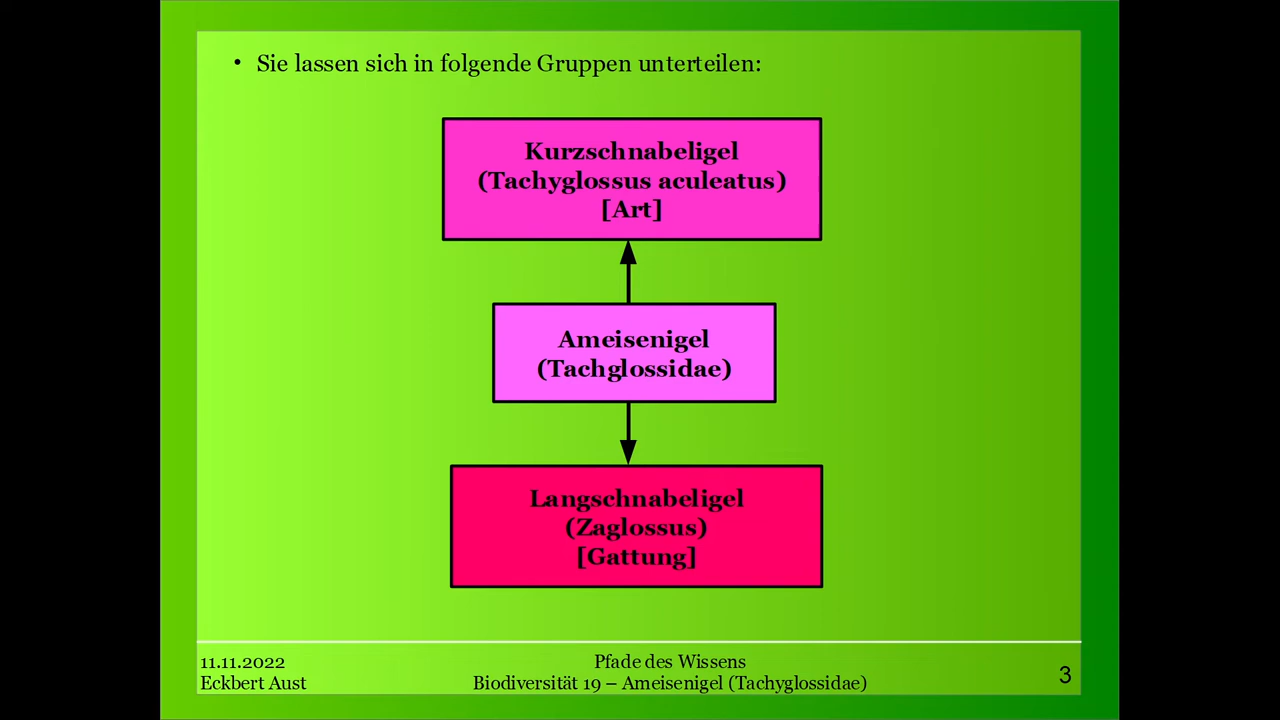 • Sie lassen sich in folgende Gruppen unterteilen:
Kurzschnabeligel
(Tachyglossus aculeatus)
[Art]
Ameisenigel
(Tachglossidae)
Langschnabeligel
(Zaglossus)
[Gattung]
11.11.2022
Eckbert Aust
Pfade des Wissens
Biodiversität 19 – Ameisenigel (Tachyglossidae)
3